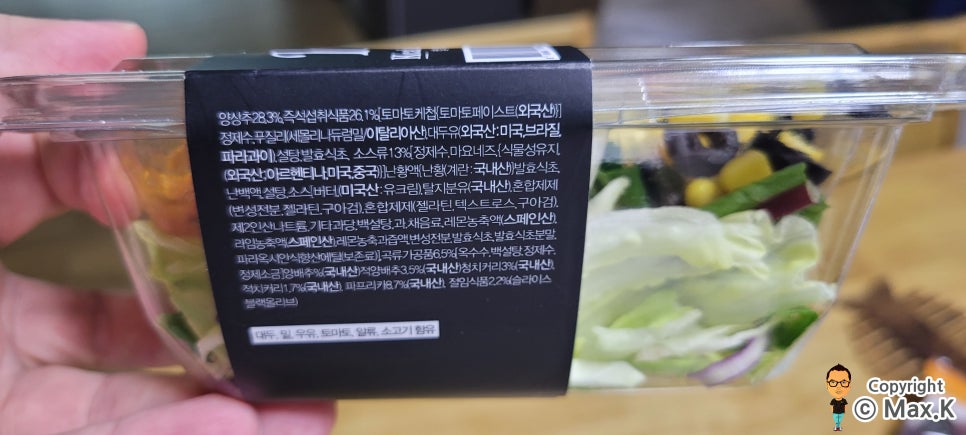 양상추28.3%,즉석섭취식품26.1%[토마토케찹{토마토페이스트(외국산)}
정제수,푸질리(세몰리나듀럼밀/이탈리아산),대두유(외국산:미국,브라질,
파라과이),설탕,발효식초, 소스류13%{정제수,마요네즈,{식물성유지,
(외국산:아르헨티나,미국,중국)}난황액{난황(계란:국내산)}발효식초,
난백액,설탕,소스,버터(미국산:유크림),탈지분유(국내산),혼합제제
(변성전분,젤라틴,구아검),혼합제제(젤라틴,덱스트로스,구아검),
제2인산나트륨,기타과당,백설탕,과.채음료,레몬농축액(스페인산),
라임농축액(스페인산),레몬농축과즙액,변성전분,발효식초,발효식초분말,
파라옥시안식향산메틸(보존료)],곡류가공품6.5%[옥수수,백설탕,정제수,
정제소금]양배추%(국내산)적양배추3.5%(국내산)청치커리3%(국내산),
적치커리1.7%(국내산), 파프리카8.7%(국내산), 절임식품2.2%(슬라이스
블랙올리브)
대두, 밀, 우유, 토마토, 알류, 소고기 함유
Copyright
© Max.K